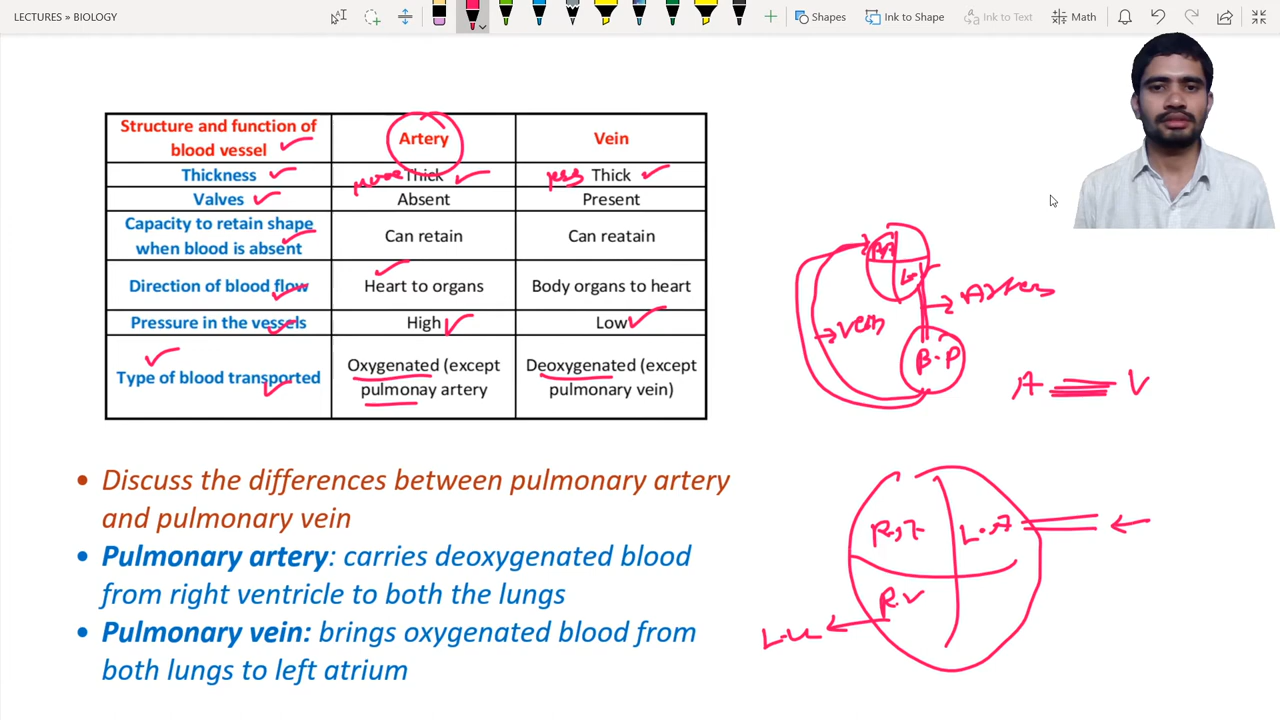 LECTURES » BIOLOGY
Shapes
Ink to Shape
Ink to Text
Math
Structure and function of
blood vessel
Artery
Vein
Thickness
more Thick
less Thick
Valves
Absent
Present
Capacity to retain shape
when blood is absent
Can retain
Can reatain
Direction of blood flow
Heart to organs
Body organs to heart
Pressure in the vessels
High
Low
Type of blood transported
Oxygenated (except
pulmonay artery
Deoxygenated (except
pulmonary vein)
• Discuss the differences between pulmonary artery
and pulmonary vein
• Pulmonary artery: carries deoxygenated blood
from right ventricle to both the lungs
• Pulmonary vein: brings oxygenated blood from
both lungs to left atrium
Vein
B.P
A
V
L.A
R.V